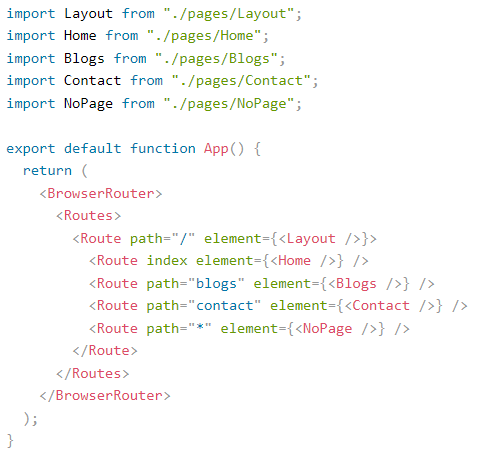 import Layout from "./pages/Layout";
import Home from "./pages/Home";
import Blogs from "./pages/Blogs";
import Contact from "./pages/Contact";
import NoPage from "./pages/NoPage";

export default function App() {
  return (
    <BrowserRouter>
      <Routes>
        <Route path="/" element={<Layout />}>
          <Route index element={<Home />} />
          <Route path="blogs" element={<Blogs />} />
          <Route path="contact" element={<Contact />} />
          <Route path="*" element={<NoPage />} />
        </Route>
      </Routes>
    </BrowserRouter>
  );
}